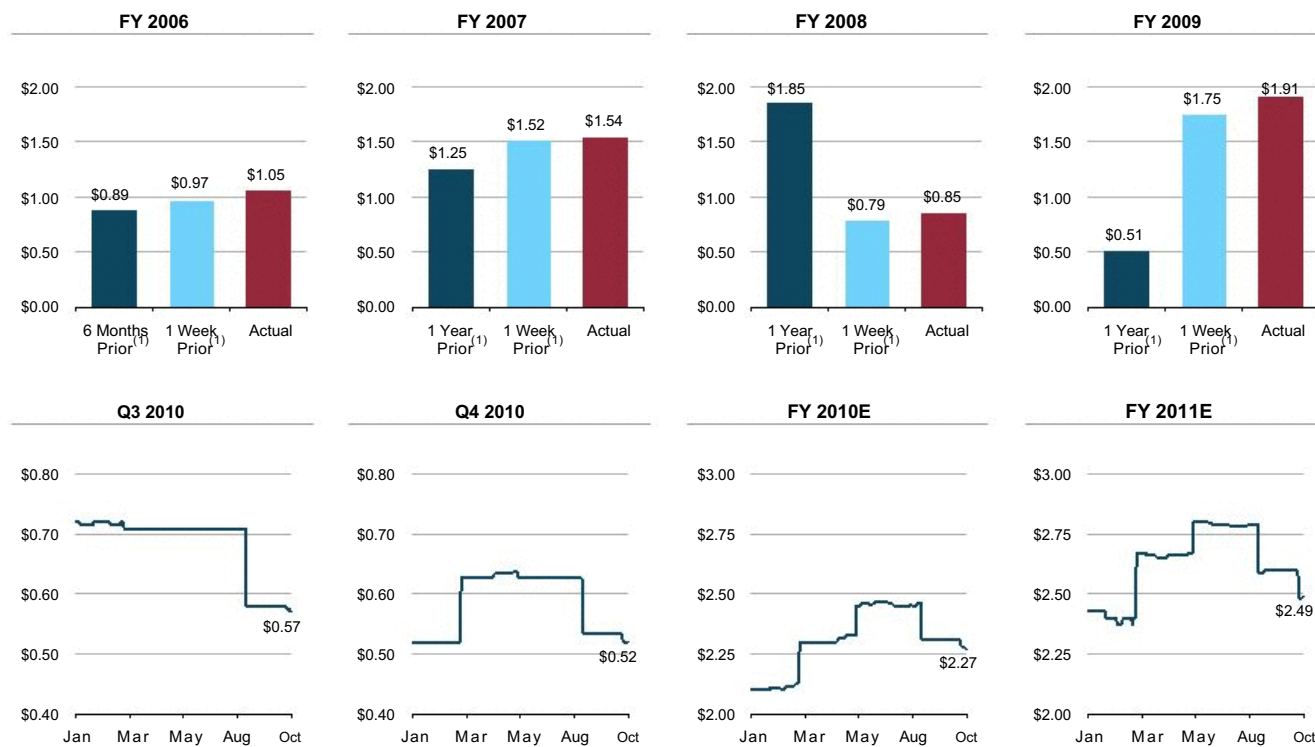 FY 2006
$2.00
$1.50
$1.00
$0.50
$0.00
$0.89
$0.97
$1.05
6 Months
Prior(1)
1 Week
Prior(1)
Actual
FY 2007
$2.00
$1.50
$1.00
$0.50
$0.00
$1.25
$1.52
$1.54
1 Year
Prior(1)
1 Week
Prior(1)
Actual
FY 2008
$2.00
$1.50
$1.00
$0.50
$0.00
$1.85
$0.79
$0.85
1 Year
Prior(1)
1 Week
Prior(1)
Actual
FY 2009
$2.00
$1.50
$1.00
$0.50
$0.00
$0.51
$1.75
$1.91
1 Year
Prior(1)
1 Week
Prior(1)
Actual
Q3 2010
$0.80
$0.70
$0.60
$0.50
$0.40
$0.57
Jan Mar May Aug Oct
Q4 2010
$0.80
$0.70
$0.60
$0.50
$0.40
$0.52
Jan Mar May Aug Oct
FY 2010E
$3.00
$2.75
$2.50
$2.25
$2.00
$2.27
Jan Mar May Aug Oct
FY 2011E
$3.00
$2.75
$2.50
$2.25
$2.00
$2.49
Jan Mar May Aug Oct